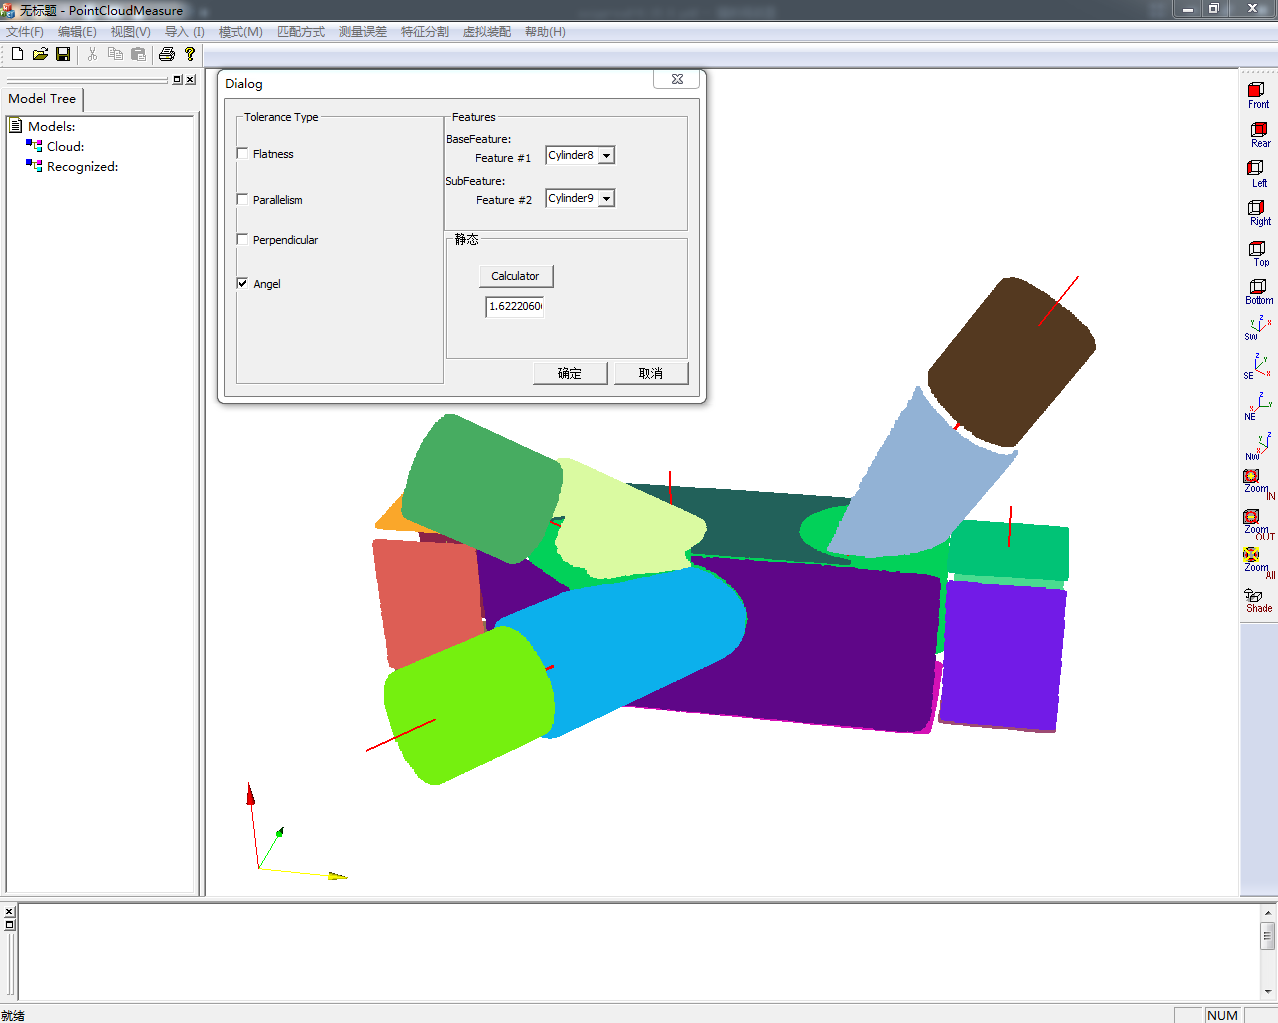 无标题 - PointCloudMeasure
文件(F) 编辑(E) 视图(V) 导入 (I) 模式(M) 匹配方式 测量误差 特征分割 虚拟装配 帮助(H)
Model Tree
Models:
Cloud:
Recognized:
Dialog
Tolerance Type
Flatness
Parallelism
Perpendicular
Angel
Features
BaseFeature:
Feature #1 Cylinder8
SubFeature:
Feature #2 Cylinder9
静态
Calculator
1.6222060
确定 取消
Front
Rear
Left
Right
Top
Bottom
Z
Y X
SW
Z
Y
SE X
Z
X Y
NE
Z
Y
X
NW
Zoom IN
Zoom OUT
Zoom All
Shade
就绪
NUM